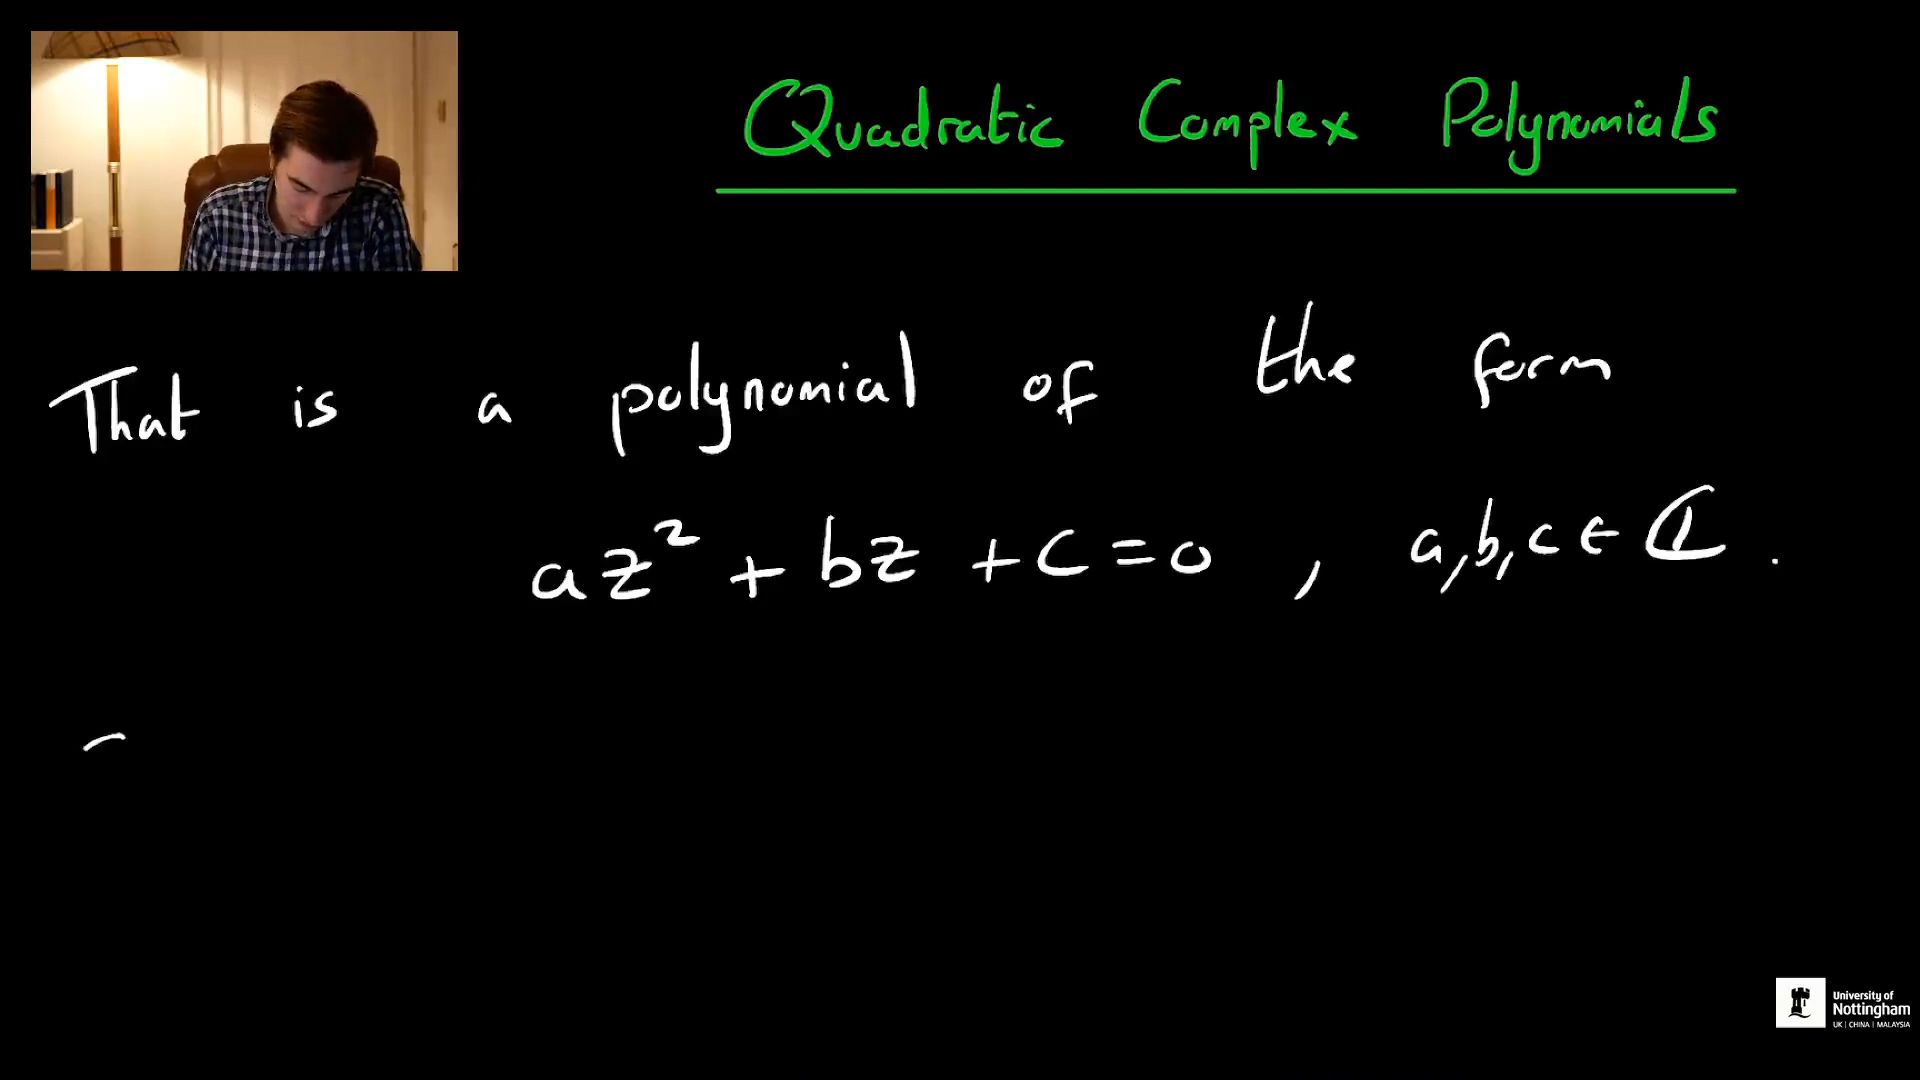 Quadratic Complex Polynomials
That is a polynomial of the form
az² + bz + c = 0 , a,b,c ∈ ℂ .
University of
Nottingham
UK | CHINA | MALAYSIA